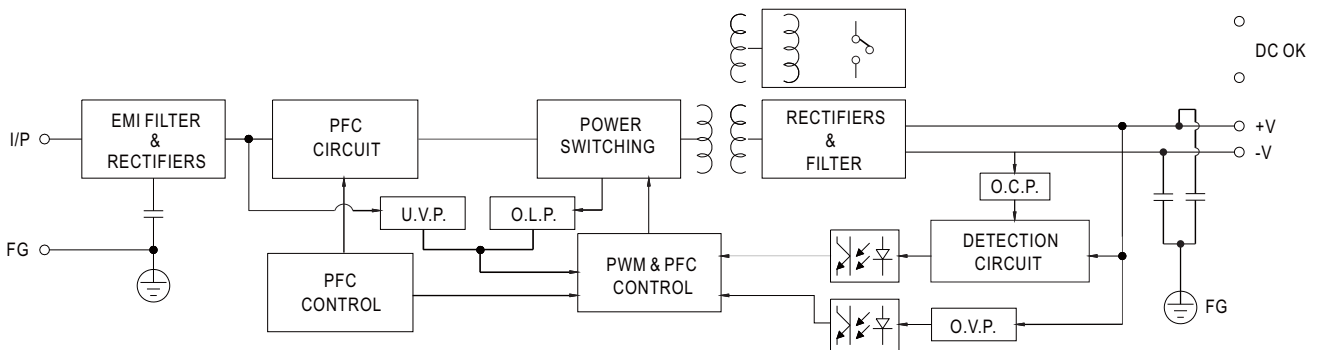 DC OK
I/P
EMI FILTER
&
RECTIFIERS
PFC
CIRCUIT
POWER
SWITCHING
RECTIFIERS
&
FILTER
+V
-V
U.V.P.
O.L.P.
O.C.P.
FG
PFC
CONTROL
PWM & PFC
CONTROL
DETECTION
CIRCUIT
O.V.P.
FG